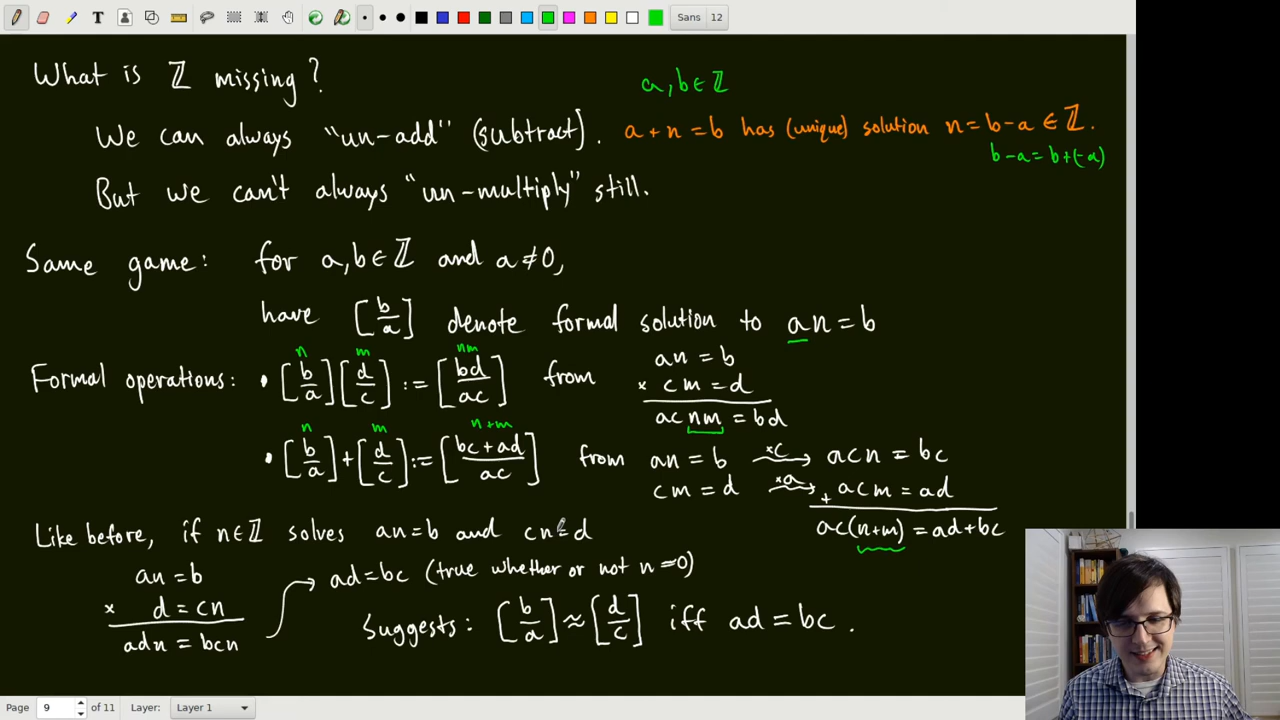 Sans 12
What is ℤ missing?
a, b ∈ ℤ
We can always "un-add" (subtract). a + n = b has (unique) solution n = b-a ∈ ℤ.
b-a = b+(-a)
But we can't always "un-multiply" still.
Same game: for a, b ∈ ℤ and a ≠ 0,
have [b/a] denote formal solution to an = b
Formal operations: • [b/a][d/c] := [bd/ac] from
n m nm
an = b
× cm = d
ac nm = bd
• [b/a] + [d/c] := [bc + ad/ac] from
n m n+m
an = b ×c acn = bc
cm = d ×a + acm = ad
ac(n+m) = ad+bc
Like before, if n ∈ ℤ solves an = b and cn = d
an = b
× d = cn
adn = bcn
ad = bc (true whether or not n = 0)
Suggests: [b/a] ≈ [d/c] iff ad = bc.
Page 9 of 11 Layer: Layer 1